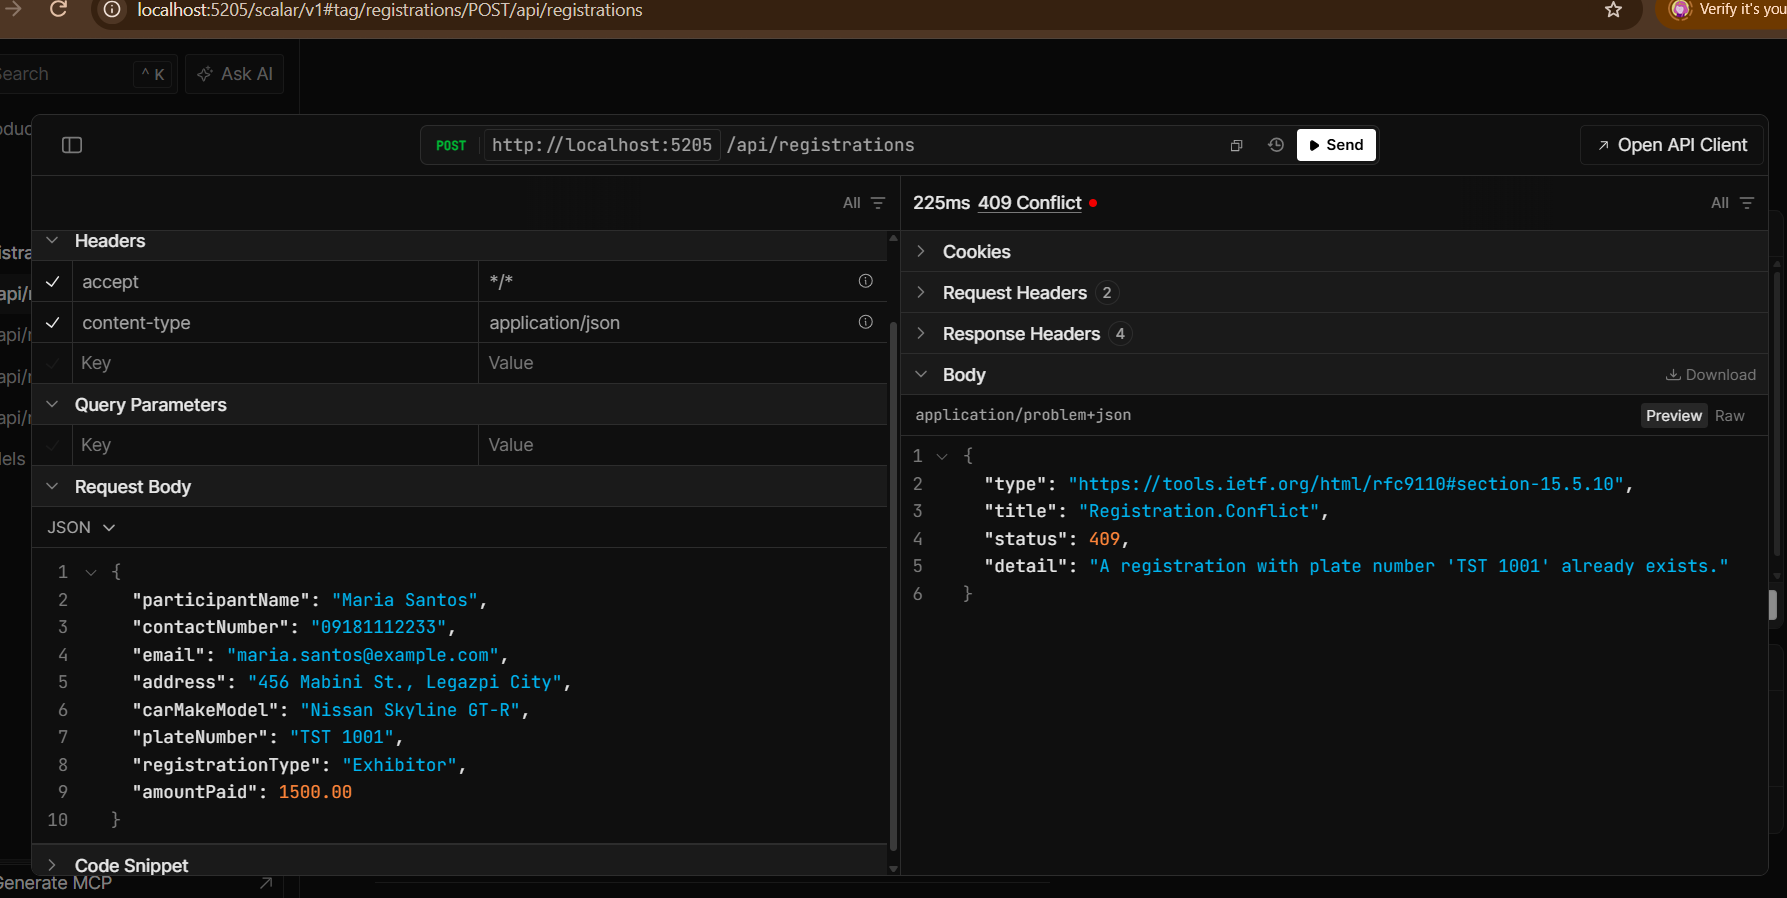 localhost:5205/scalar/v1#tag/registrations/POST/api/registrations
Verify it's you
Search
^ K
Ask AI
POST
http://localhost:5205
/api/registrations
Send
Open API Client
All
225ms 409 Conflict
All
Headers
accept
*/*
content-type
application/json
Key
Value
Query Parameters
Key
Value
Request Body
JSON
1 {
2 "participantName": "Maria Santos",
3 "contactNumber": "09181112233",
4 "email": "maria.santos@example.com",
5 "address": "456 Mabini St., Legazpi City",
6 "carMakeModel": "Nissan Skyline GT-R",
7 "plateNumber": "TST 1001",
8 "registrationType": "Exhibitor",
9 "amountPaid": 1500.00
10 }
Code Snippet
Generate MCP
Cookies
Request Headers 2
Response Headers 4
Body
Download
application/problem+json
Preview
Raw
1 {
2 "type": "https://tools.ietf.org/html/rfc9110#section-15.5.10",
3 "title": "Registration.Conflict",
4 "status": 409,
5 "detail": "A registration with plate number 'TST 1001' already exists."
6 }